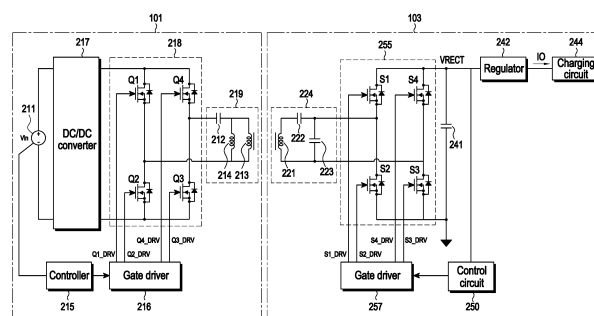 101
103
217
218
219
224
255
242
244
211
Vin
DC/DC
converter
Q1
Q4
Q2
Q3
212
214
213
221
222
223
S1
S4
S2
S3
VRECT
241
Regulator
IO
Charging
circuit
Q4_DRV
Q3_DRV
Q1_DRV
Q2_DRV
S4_DRV
S3_DRV
S1_DRV
S2_DRV
Controller
215
Gate driver
216
Gate driver
257
Control
circuit
250